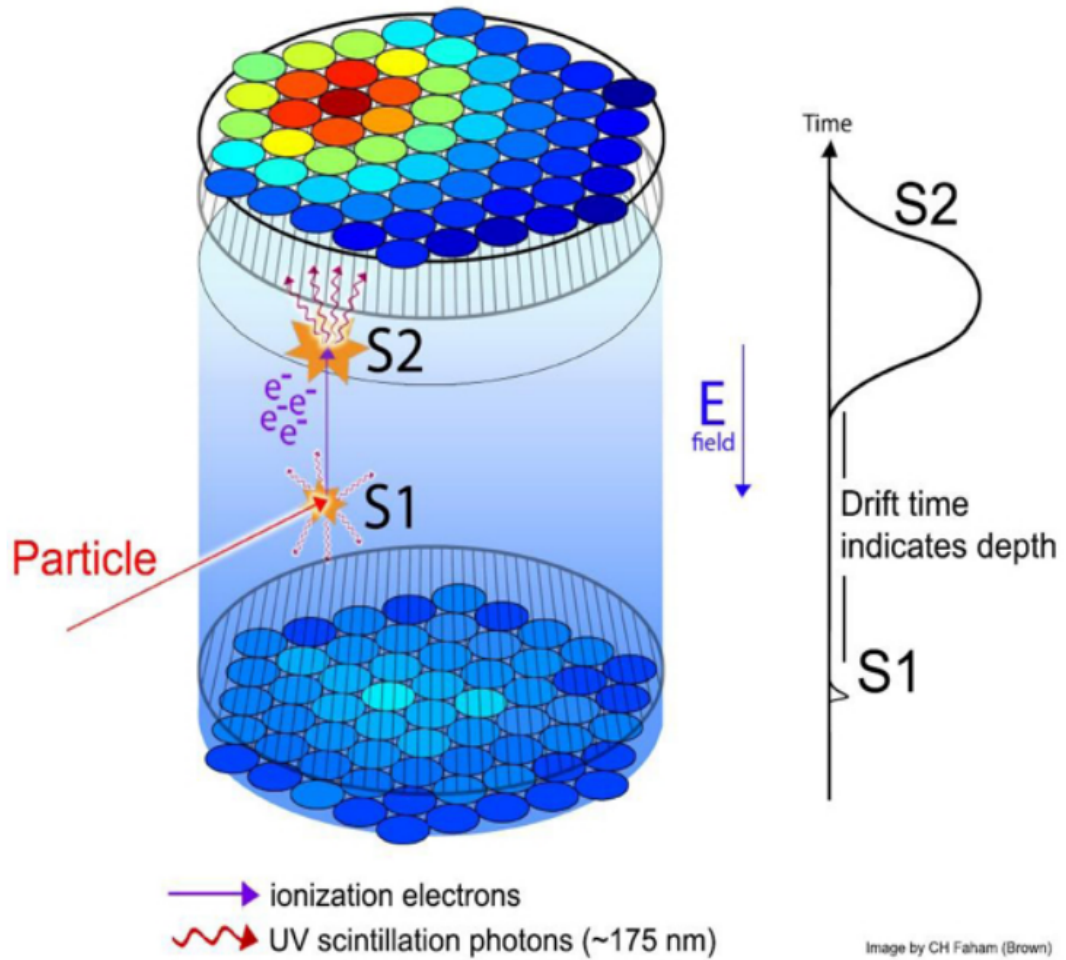 Time
S2
S2
E
field
e-
e-
e-
e-
S1
Drift time
indicates depth
Particle
S1
ionization electrons
UV scintillation photons (~175 nm)
Image by CH Faham (Brown)